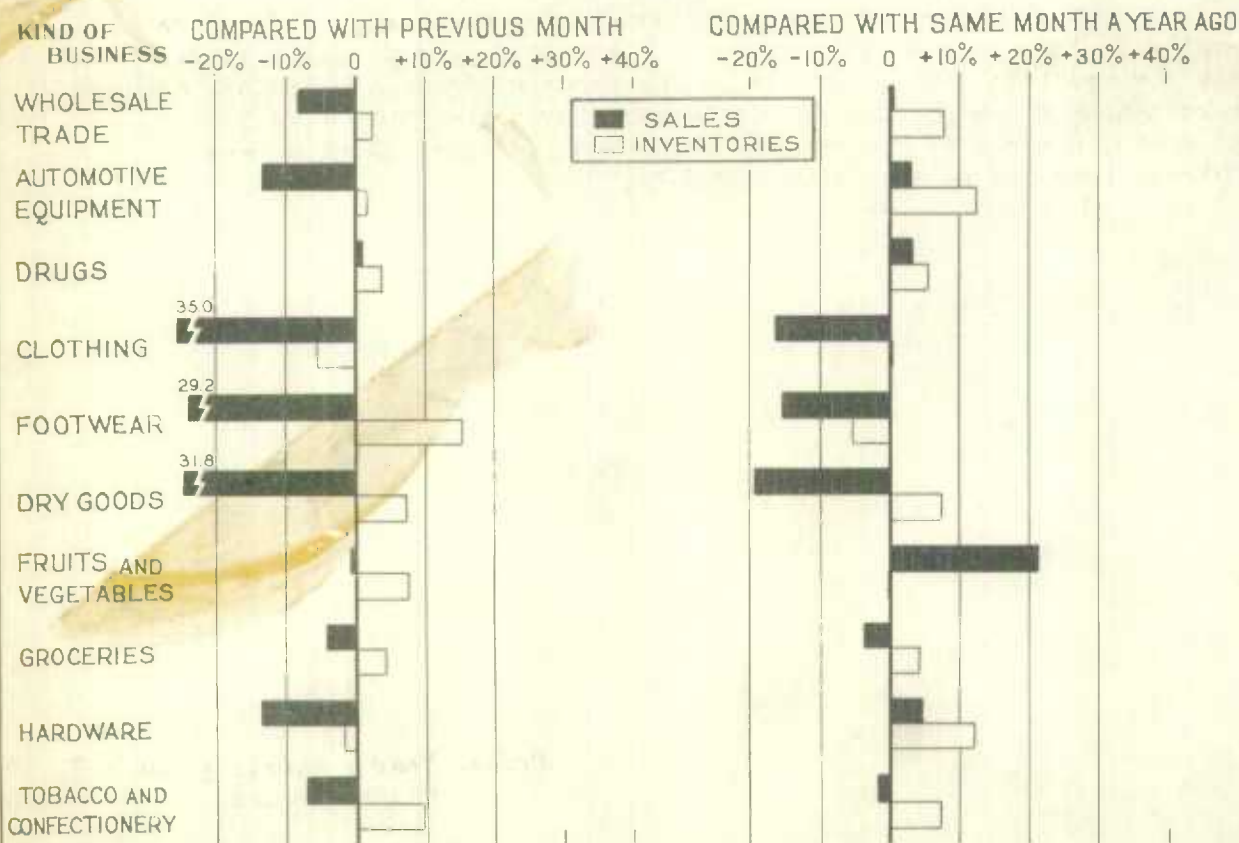 KIND OF
BUSINESS
COMPARED WITH PREVIOUS MONTH
-20% -10% 0 +10% +20% +30% +40%
COMPARED WITH SAME MONTH A YEAR AGO
-20% -10% 0 +10% +20% +30% +40%
SALES
INVENTORIES
WHOLESALE
TRADE
AUTOMOTIVE
EQUIPMENT
DRUGS
35.0
CLOTHING
29.2
FOOTWEAR
31.8
DRY GOODS
FRUITS AND
VEGETABLES
GROCERIES
HARDWARE
TOBACCO AND
CONFECTIONERY